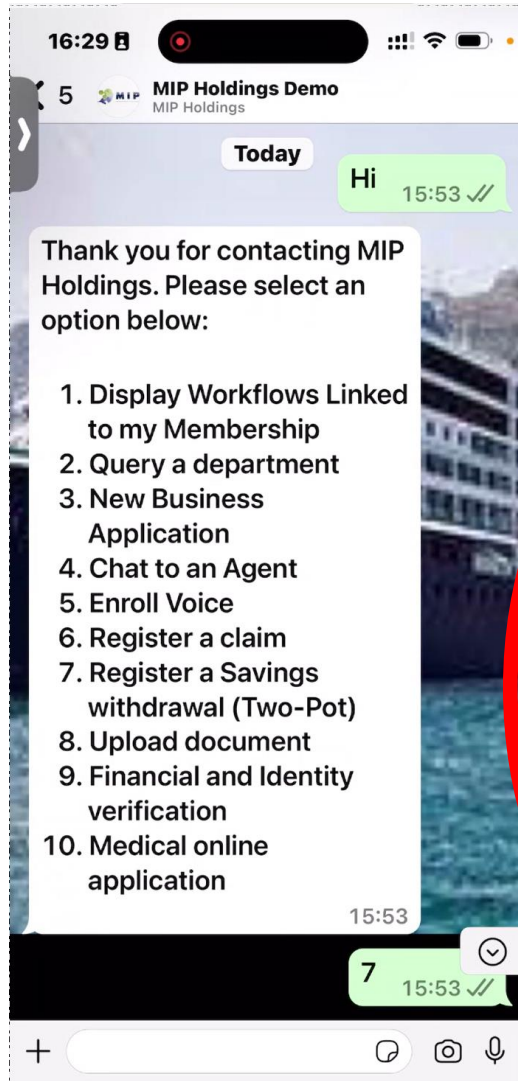 16:29
5 MIP MIP Holdings Demo
MIP Holdings
Today
Hi
15:53
Thank you for contacting MIP
Holdings. Please select an
option below:
1. Display Workflows Linked
to my Membership
2. Query a department
3. New Business
Application
4. Chat to an Agent
5. Enroll Voice
6. Register a claim
7. Register a Savings
withdrawal (Two-Pot)
8. Upload document
9. Financial and Identity
verification
10. Medical online
application
15:53
7
15:53